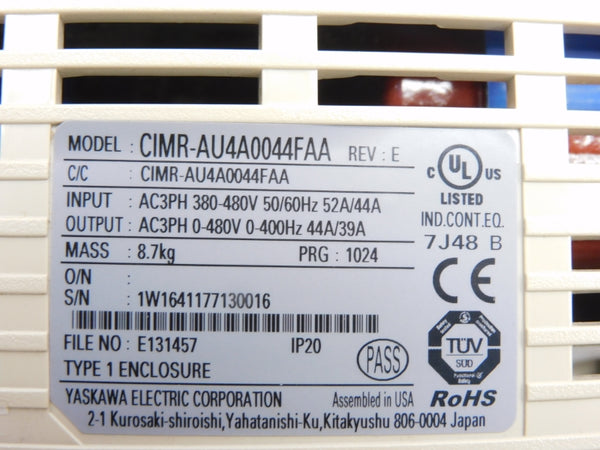 MODEL : CIMR-AU4A0044FAA REV : E
C/C : CIMR-AU4A0044FAA
INPUT : AC3PH 380-480V 50/60Hz 52A/44A
OUTPUT : AC3PH 0-480V 0-400Hz 44A/39A
MASS : 8.7kg PRG : 1024
O/N :
S/N : 1W1641177130016
FILE NO : E131457 IP20
TYPE 1 ENCLOSURE
PASS
YASKAWA ELECTRIC CORPORATION Assembled in USA
2-1 Kurosaki-shiroishi,Yahatanishi-Ku,Kitakyushu 806-0004 Japan
C UL US
LISTED
IND.CONT.EQ.
7J48 B
TÜV
SÜD
RoHS